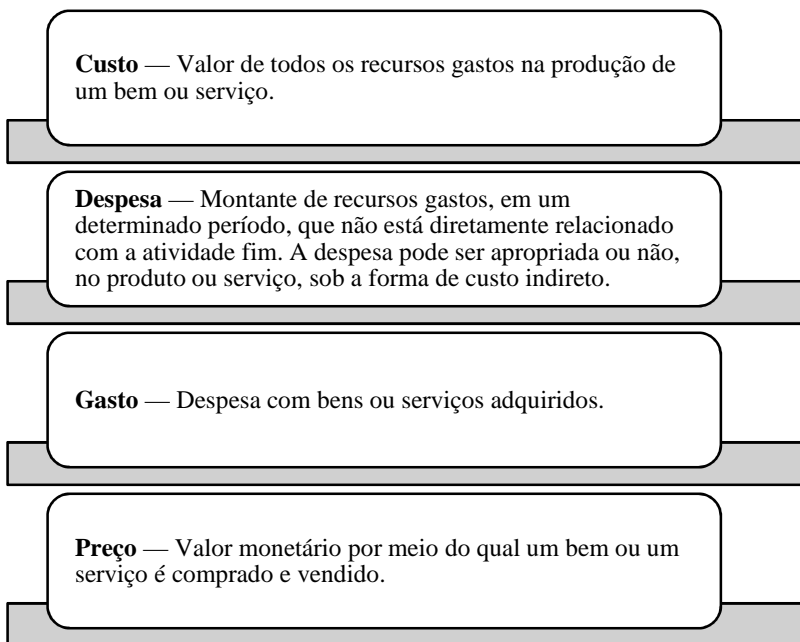 Custo — Valor de todos os recursos gastos na produção de
um bem ou serviço.
Despesa — Montante de recursos gastos, em um
determinado período, que não está diretamente relacionado
com a atividade fim. A despesa pode ser apropriada ou não,
no produto ou serviço, sob a forma de custo indireto.
Gasto — Despesa com bens ou serviços adquiridos.
Preço — Valor monetário por meio do qual um bem ou um
serviço é comprado e vendido.